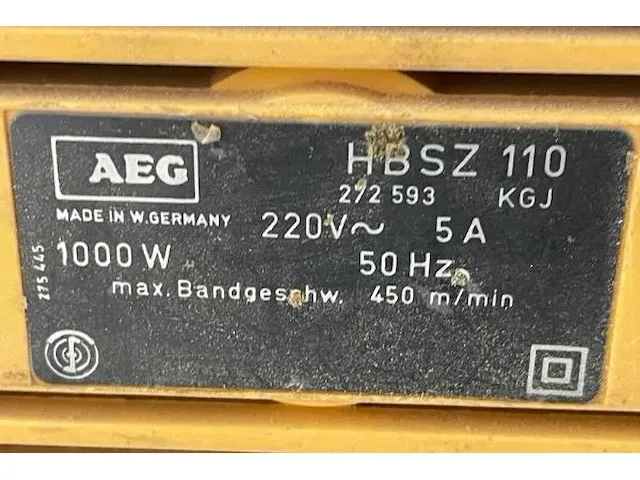 AEG
HBSZ 110
272 593 KGJ
MADE IN W.GERMANY
220V~ 5 A
1000 W 50 Hz
max. Bandgeschw. 450 m/min
275 445